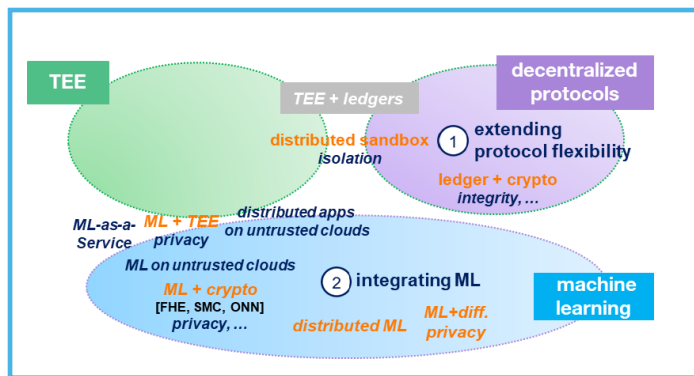 TEE
TEE + ledgers
decentralized
protocols
distributed sandbox
isolation
1
extending
protocol flexibility
ledger + crypto
integrity, ...
ML-as-a-
Service
ML + TEE
privacy
distributed apps
on untrusted clouds
ML on untrusted clouds
ML + crypto
[FHE, SMC, ONN]
privacy, ...
2
integrating ML
distributed ML
ML+diff.
privacy
machine
learning